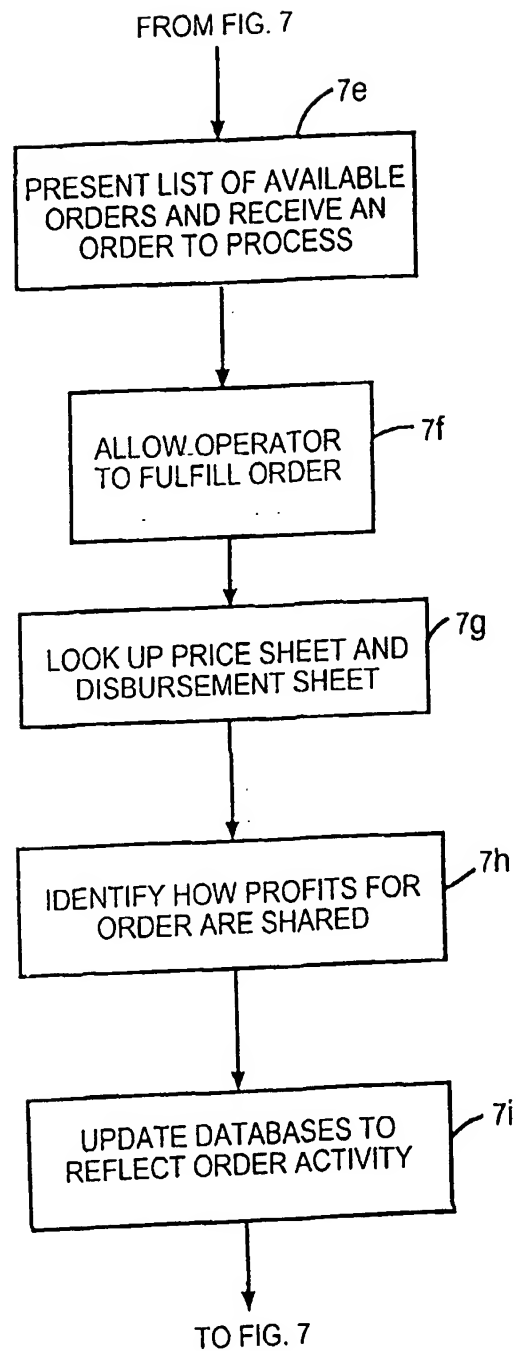 FROM FIG. 7
7e
PRESENT LIST OF AVAILABLE
ORDERS AND RECEIVE AN
ORDER TO PROCESS
7f
ALLOW OPERATOR
TO FULFILL ORDER
7g
LOOK UP PRICE SHEET AND
DISBURSEMENT SHEET
7h
IDENTIFY HOW PROFITS FOR
ORDER ARE SHARED
7i
UPDATE DATABASES TO
REFLECT ORDER ACTIVITY
TO FIG. 7